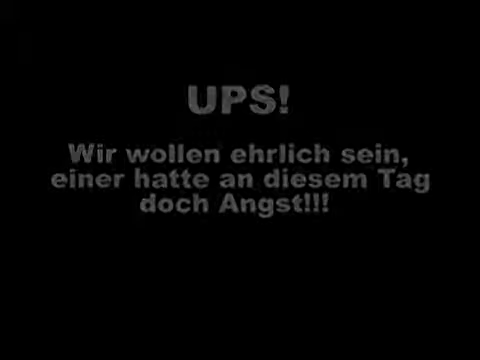 UPS!
Wir wollen ehrlich sein,
einer hatte an diesem Tag
doch Angst!!!